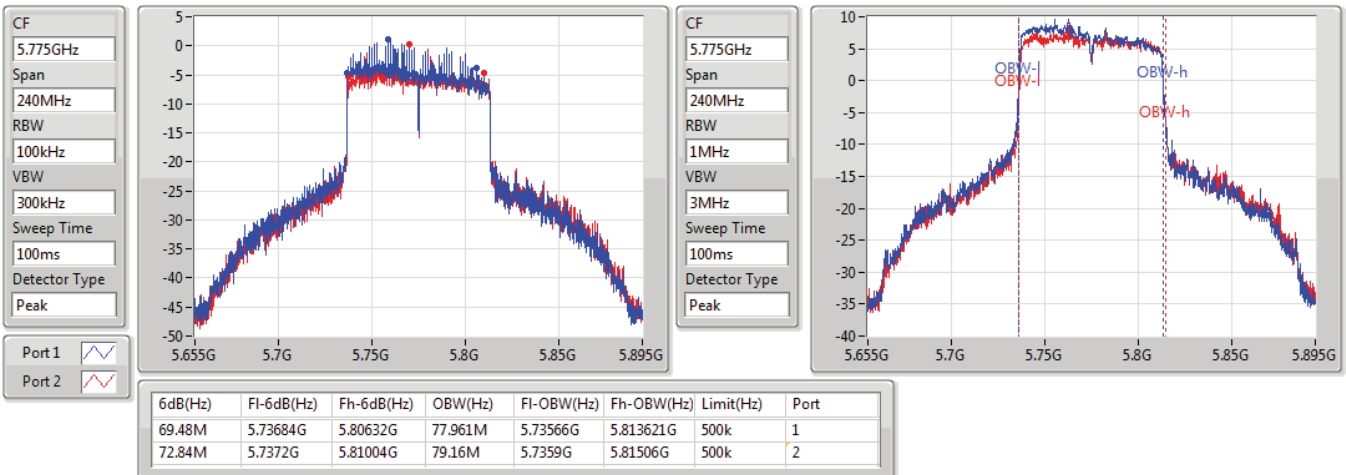 CF
5.775GHz
Span
240MHz
RBW
100kHz
VBW
300kHz
Sweep Time
100ms
Detector Type
Peak
5
0
-5
-10
-15
-20
-25
-30
-35
-40
-45
-50
5.655G 5.7G 5.75G 5.8G 5.85G 5.895G
CF
5.775GHz
Span
240MHz
RBW
1MHz
VBW
3MHz
Sweep Time
100ms
Detector Type
Peak
10
5
0
-5
-10
-15
-20
-25
-30
-35
-40
OBW-l
OBW-l
OBW-h
OBW-h
5.655G 5.7G 5.75G 5.8G 5.85G 5.895G
Port 1
Port 2
6dB(Hz) Fl-6dB(Hz) Fh-6dB(Hz) OBW(Hz) Fl-OBW(Hz) Fh-OBW(Hz) Limit(Hz) Port
69.48M 5.73684G 5.80632G 77.961M 5.73566G 5.813621G 500k 1
72.84M 5.7372G 5.81004G 79.16M 5.7359G 5.81506G 500k 2